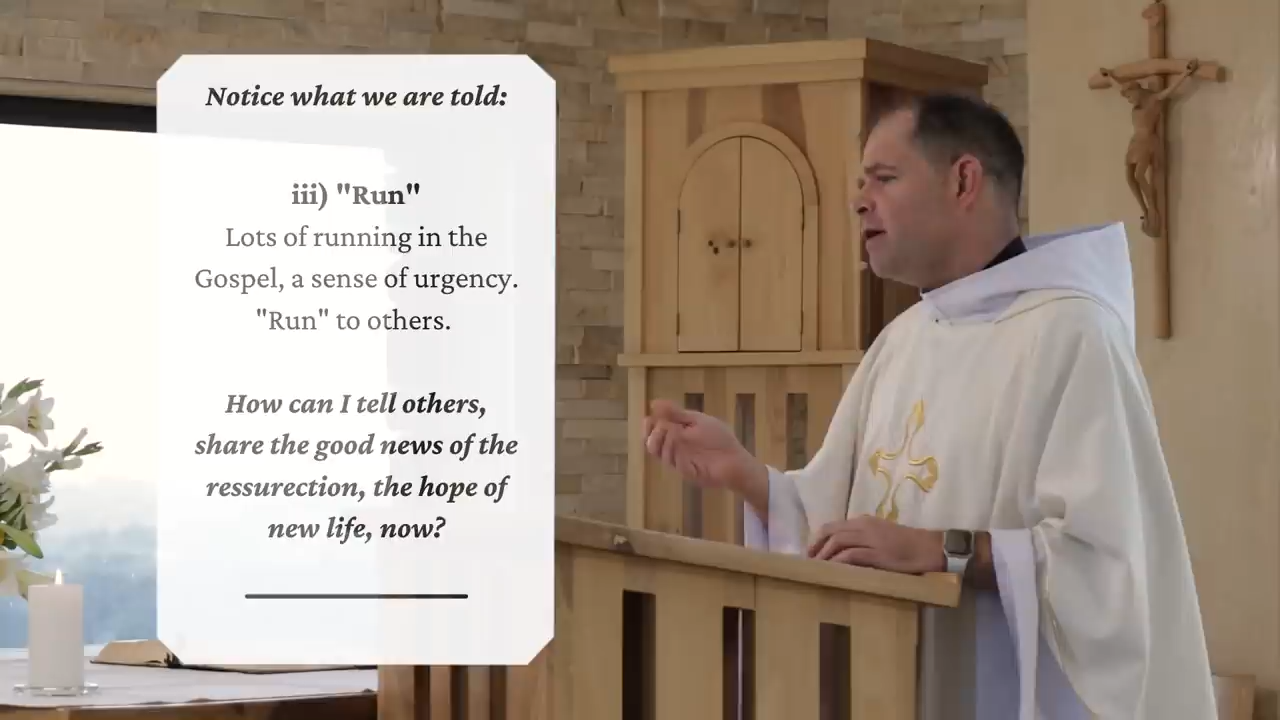 Notice what we are told:
iii) "Run"
Lots of running in the
Gospel, a sense of urgency.
"Run" to others.
How can I tell others,
share the good news of the
ressurection, the hope of
new life, now?